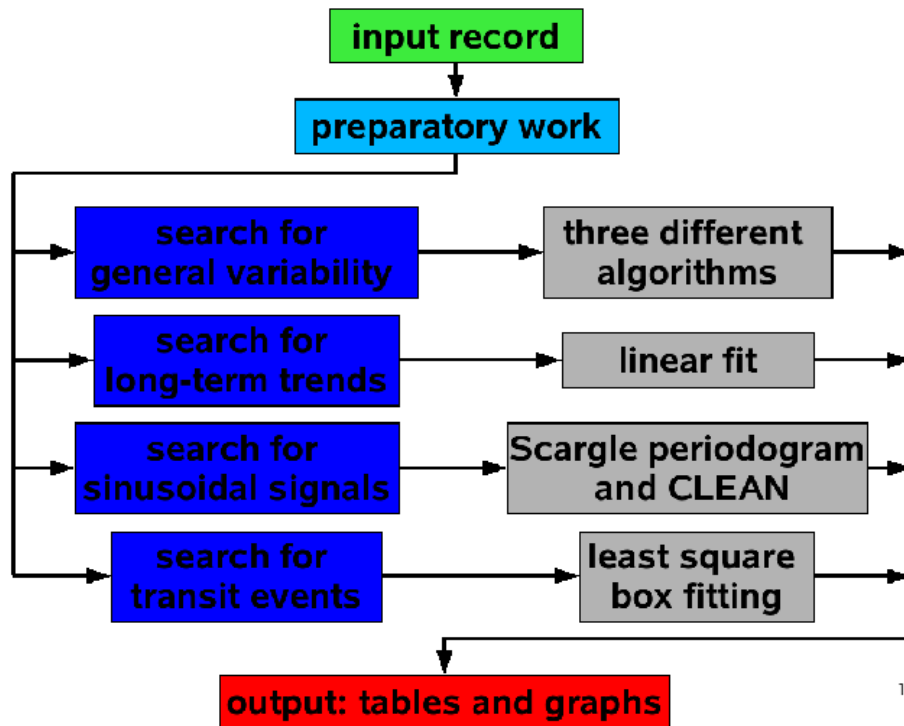 input record
preparatory work
search for
general variability
three different
algorithms
search for
long-term trends
linear fit
search for
sinusoidal signals
Scargle periodogram
and CLEAN
search for
transit events
least square
box fitting
output: tables and graphs
1